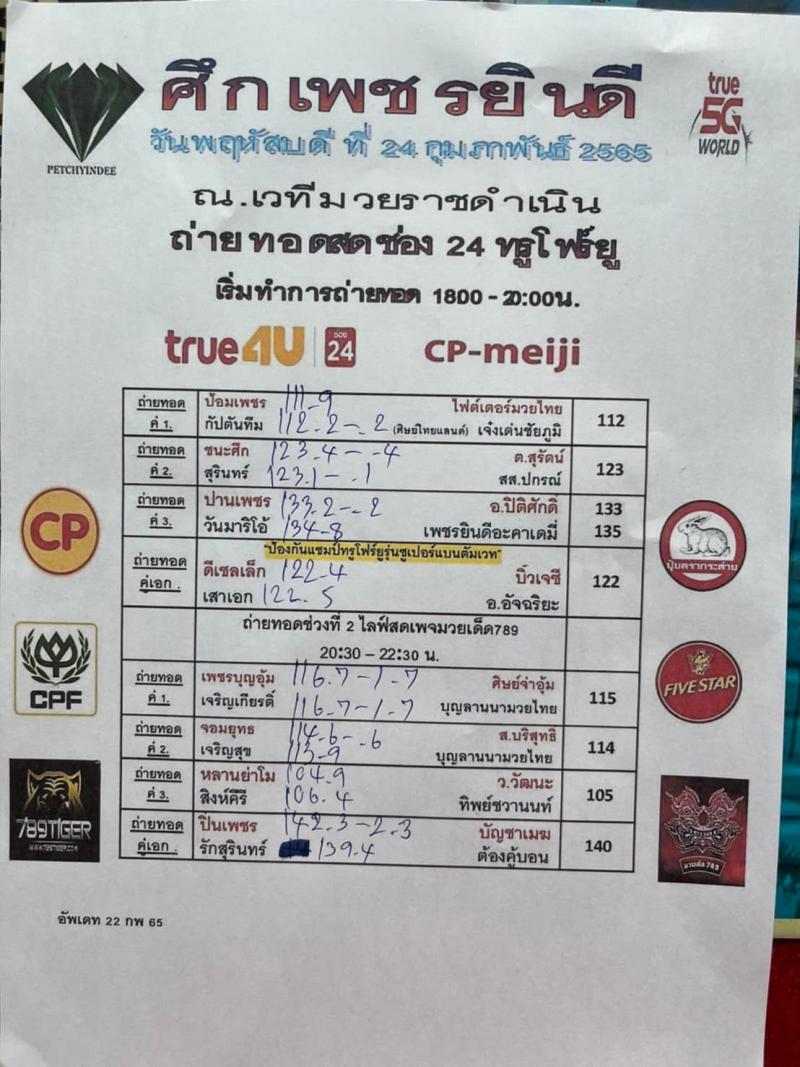 ศึกเพชรยินดี
PETCHYINDEE
true
5G
WORLD
วันพฤหัสบดี ที่ 24 กุมภาพันธ์ 2565
ณ.เวทีมวยราชดำเนิน
ถ่ายทอดสดช่อง 24 ทรูโฟร์ยู
เริ่มทำการถ่ายทอด 18:00 - 20:00น.
true4U ช่อง 24 CP-meiji
ถ่ายทอด ป้อมเพชร 111-9 ไฟต์เตอร์มวยไทย 112
คู่ 1. กัปตันทีม 112.2-.2 (ศิษย์ไทยแลนด์) เจ๋งเด่นชัยภูมิ
ถ่ายทอด ชนะศึก 123.4--4 ต.สุรัตน์ 123
คู่ 2. สุรินทร์ 123.1-.1 สส.ปกรณ์
ถ่ายทอด ปานเพชร 133.2-.2 อ.ปิติศักดิ์ 133
คู่ 3. วันมาริโอ้ 134-8 เพชรยินดีอะคาเดมี่ 135
"ป้องกันแชมป์ทรูโฟร์ยูรุ่นซูเปอร์แบนตัมเวท"
ถ่ายทอด ดีเซลเล็ก 122-4 บิ๊วเจซี 122
คู่เอก . เสาเอก 122.5 อ.อัจฉริยะ
ถ่ายทอดช่วงที่ 2 ไลฟ์สดเพจมวยเด็ด789
20:30 - 22:30 น.
ถ่ายทอด เพชรบุญอุ้ม 116.7-1.7 ศิษย์จ่าอุ้ม 115
คู่ 1. เจริญเกียรติ์ 116.7-1.7 บุญลานนามวยไทย
ถ่ายทอด จอมยุทธ 114.6-.6 ส.บริสุทธิ์ 114
คู่ 2. เจริญสุข 113-9 บุญลานนามวยไทย
ถ่ายทอด หลานย่าโม 104.9 ว.วัฒนะ 105
คู่ 3. สิงห์คีรี 106.4 ทิพย์ชวานนท์
ถ่ายทอด ปืนเพชร 142.3-2.3 บัญชาเมฆ 140
คู่เอก . รักสุรินทร์ 139.4 ต้องคู้บอน
CP
CPF
789TIGER
WWW.789TIGER.COM
ปุ๋ยตรากระต่าย
FIVE STAR
มวยเด็ด 789
อัพเดท 22 กพ 65